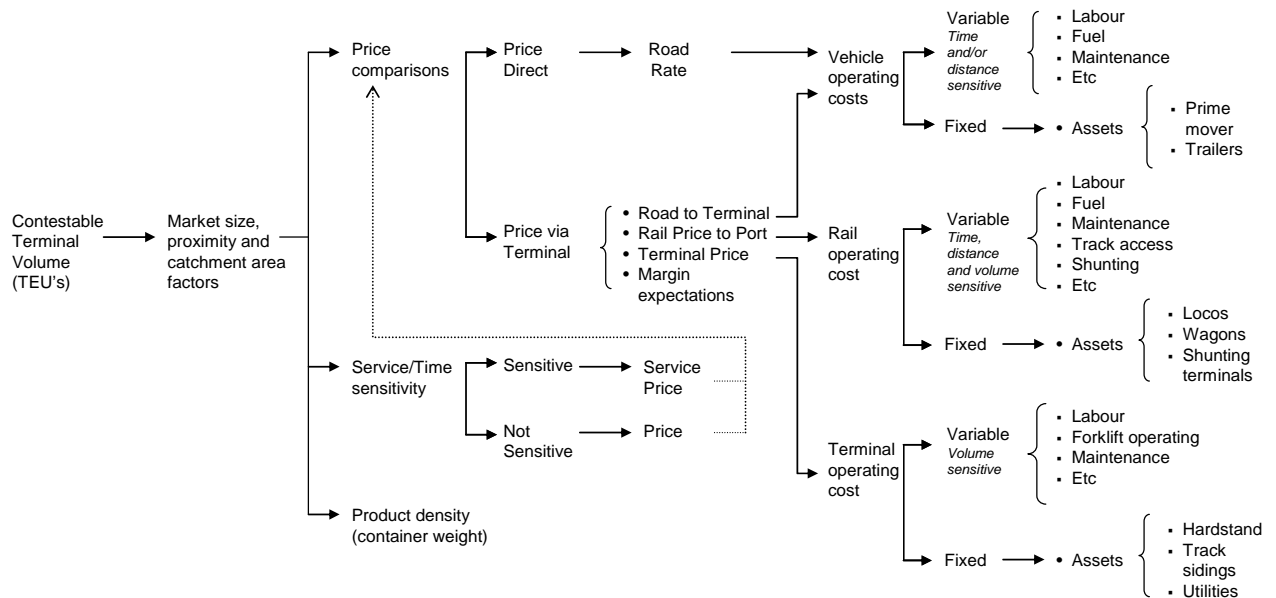 Contestable
Terminal
Volume
(TEU's)
Market size,
proximity and
catchment area
factors
Price
comparisons
Price
Direct
Road
Rate
Vehicle
operating
costs
Variable
Time
and/or
distance
sensitive
▪ Labour
▪ Fuel
▪ Maintenance
▪ Etc
Fixed
• Assets
▪ Prime
mover
▪ Trailers
Price via
Terminal
• Road to Terminal
• Rail Price to Port
• Terminal Price
• Margin
expectations
Rail
operating
cost
Variable
Time,
distance
and volume
sensitive
▪ Labour
▪ Fuel
▪ Maintenance
▪ Track access
▪ Shunting
▪ Etc
Fixed
• Assets
▪ Locos
▪ Wagons
▪ Shunting
terminals
Service/Time
sensitivity
Sensitive
Service
Price
Not
Sensitive
Price
Terminal
operating
cost
Variable
Volume
sensitive
▪ Labour
▪ Forklift operating
▪ Maintenance
▪ Etc
Fixed
• Assets
▪ Hardstand
▪ Track
sidings
▪ Utilities
Product density
(container weight)